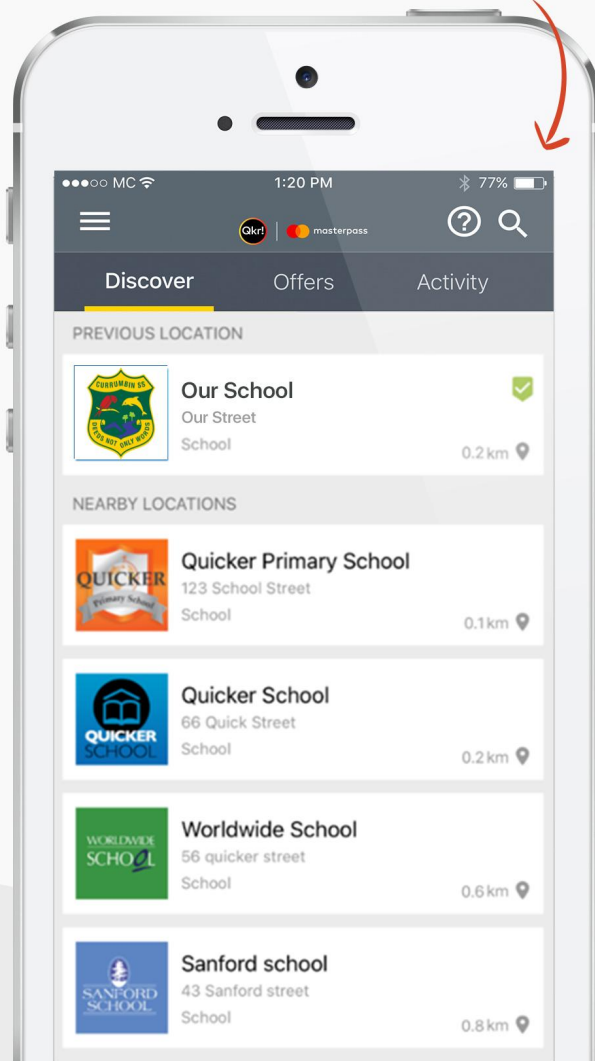 MC
1:20 PM
77%
Qkr!
masterpass
Discover
Offers
Activity
PREVIOUS LOCATION
CURRUMBIN SS
DEEDS NOT ONLY WORDS
Our School
Our Street
School
0.2 km
NEARBY LOCATIONS
QUICKER
Primary School
Quicker Primary School
123 School Street
School
0.1 km
QUICKER
SCHOOL
Quicker School
66 Quick Street
School
0.2 km
WORLDWIDE
SCHOOL
Worldwide School
56 quicker street
School
0.6 km
SANFORD
SCHOOL
Sanford school
43 Sanford street
School
0.8 km